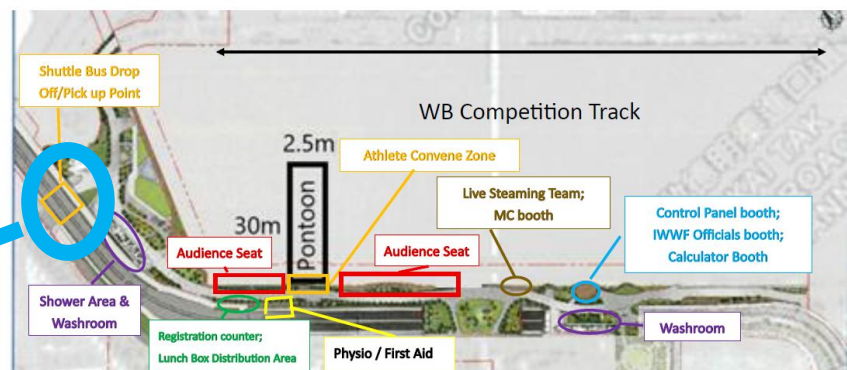 Shuttle Bus Drop
Off/Pick up Point
WB Competition Track
2.5m
Athlete Convene Zone
Pontoon
30m
Live Steaming Team;
MC booth
Control Panel booth;
IWWF Officials booth;
Calculator Booth
Audience Seat
Audience Seat
Shower Area &
Washroom
Registration counter;
Lunch Box Distribution Area
Physio / First Aid
Washroom